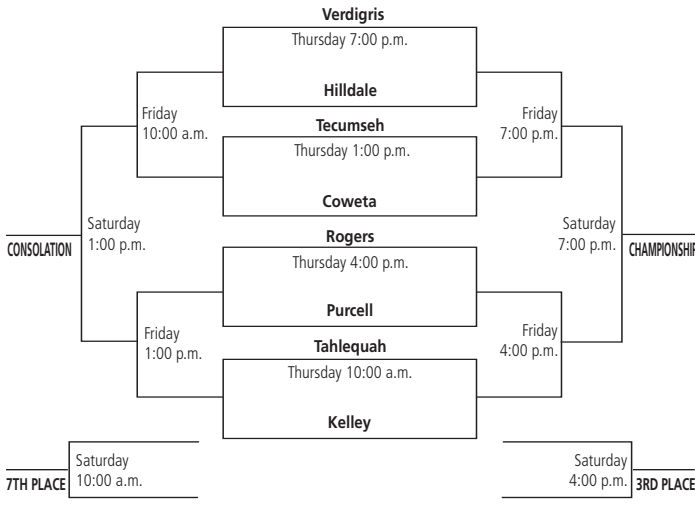 Verdigris
Thursday 7:00 p.m.
Hilldale
Friday
10:00 a.m.
Friday
7:00 p.m.
Tecumseh
Thursday 1:00 p.m.
Coweta
Saturday
1:00 p.m.
CONSOLATION
Saturday
7:00 p.m.
CHAMPIONSHIP
Rogers
Thursday 4:00 p.m.
Purcell
Friday
1:00 p.m.
Friday
4:00 p.m.
Tahlequah
Thursday 10:00 a.m.
Kelley
Saturday
10:00 a.m.
7TH PLACE
Saturday
4:00 p.m.
3RD PLACE